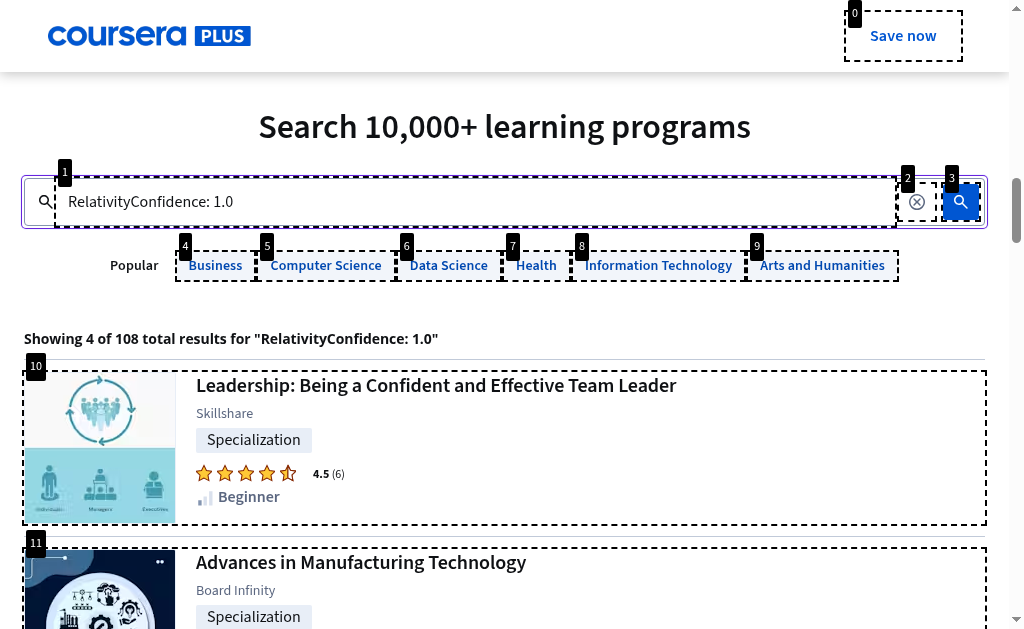 coursera PLUS
0
Save now
Search 10,000+ learning programs
1
RelativityConfidence: 1.0
2
3
Popular
4
Business
5
Computer Science
6
Data Science
7
Health
8
Information Technology
9
Arts and Humanities
Showing 4 of 108 total results for "RelativityConfidence: 1.0"
10
Leadership: Being a Confident and Effective Team Leader
Skillshare
Specialization
4.5 (6)
Beginner
Managers
Executives
11
Advances in Manufacturing Technology
Board Infinity
Specialization